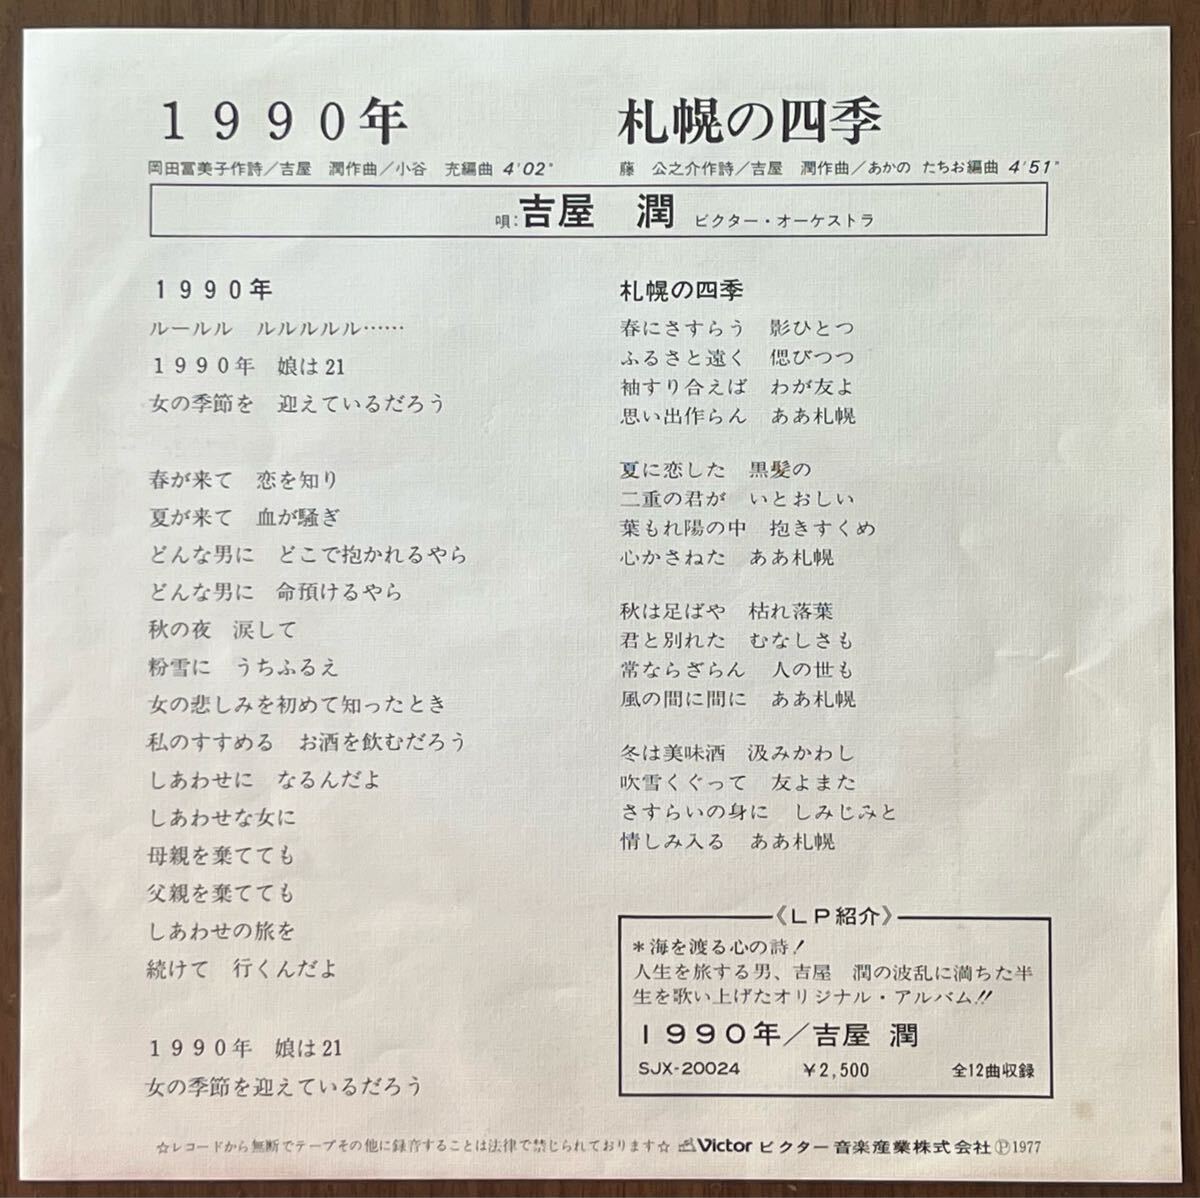 1990年
岡田冨美子作詩／吉屋　潤作曲／小谷　充編曲 4'02"
札幌の四季
藤　公之介作詩／吉屋　潤作曲／あかの たちお編曲 4'51"
唄:吉屋　潤 ビクター・オーケストラ
1990年
ルールル　ルルルルル……
1990年　娘は21
女の季節を　迎えているだろう
春が来て　恋を知り
夏が来て　血が騒ぎ
どんな男に　どこで抱かれるやら
どんな男に　命預けるやら
秋の夜　涙して
粉雪に　うちふるえ
女の悲しみを初めて知ったとき
私のすすめる　お酒を飲むだろう
しあわせに　なるんだよ
しあわせな女に
母親を棄てても
父親を棄てても
しあわせの旅を
続けて　行くんだよ
1990年　娘は21
女の季節を迎えているだろう
札幌の四季
春にさすらう　影ひとつ
ふるさと遠く　偲びつつ
袖すり合えば　わが友よ
思い出作らん　ああ札幌
夏に恋した　黒髪の
二重の君が　いとおしい
葉もれ陽の中　抱きすくめ
心かさねた　ああ札幌
秋は足ばや　枯れ落葉
君と別れた　むなしさも
常ならざらん　人の世も
風の間に間に　ああ札幌
冬は美味酒　汲みかわし
吹雪くぐって　友よまた
さすらいの身に　しみじみと
情しみ入る　ああ札幌
《LP紹介》
＊海を渡る心の詩！
人生を旅する男、吉屋　潤の波乱に満ちた半
生を歌い上げたオリジナル・アルバム!!
1990年／吉屋 潤
SJX-20024　￥2,500　全12曲収録
☆レコードから無断でテープその他に録音することは法律で禁じられております☆ Victor ビクター音楽産業株式会社Ⓟ1977